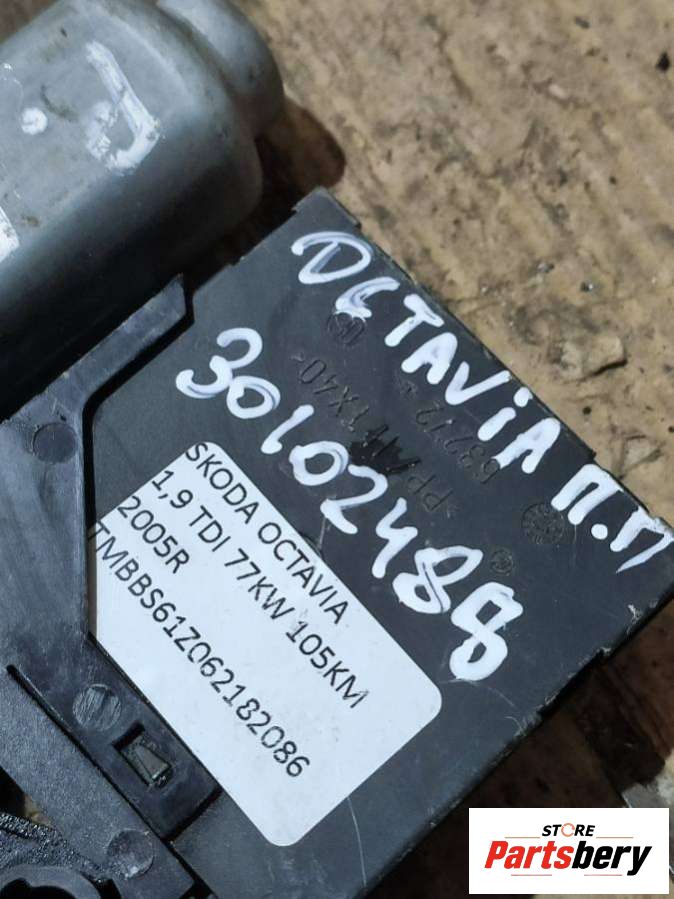 OCTAVIA П.П
30102488
SKODA OCTAVIA
1,9 TDI 77KW 105KM
2005R
TMBBS61Z062182086
STORE
Partsbery